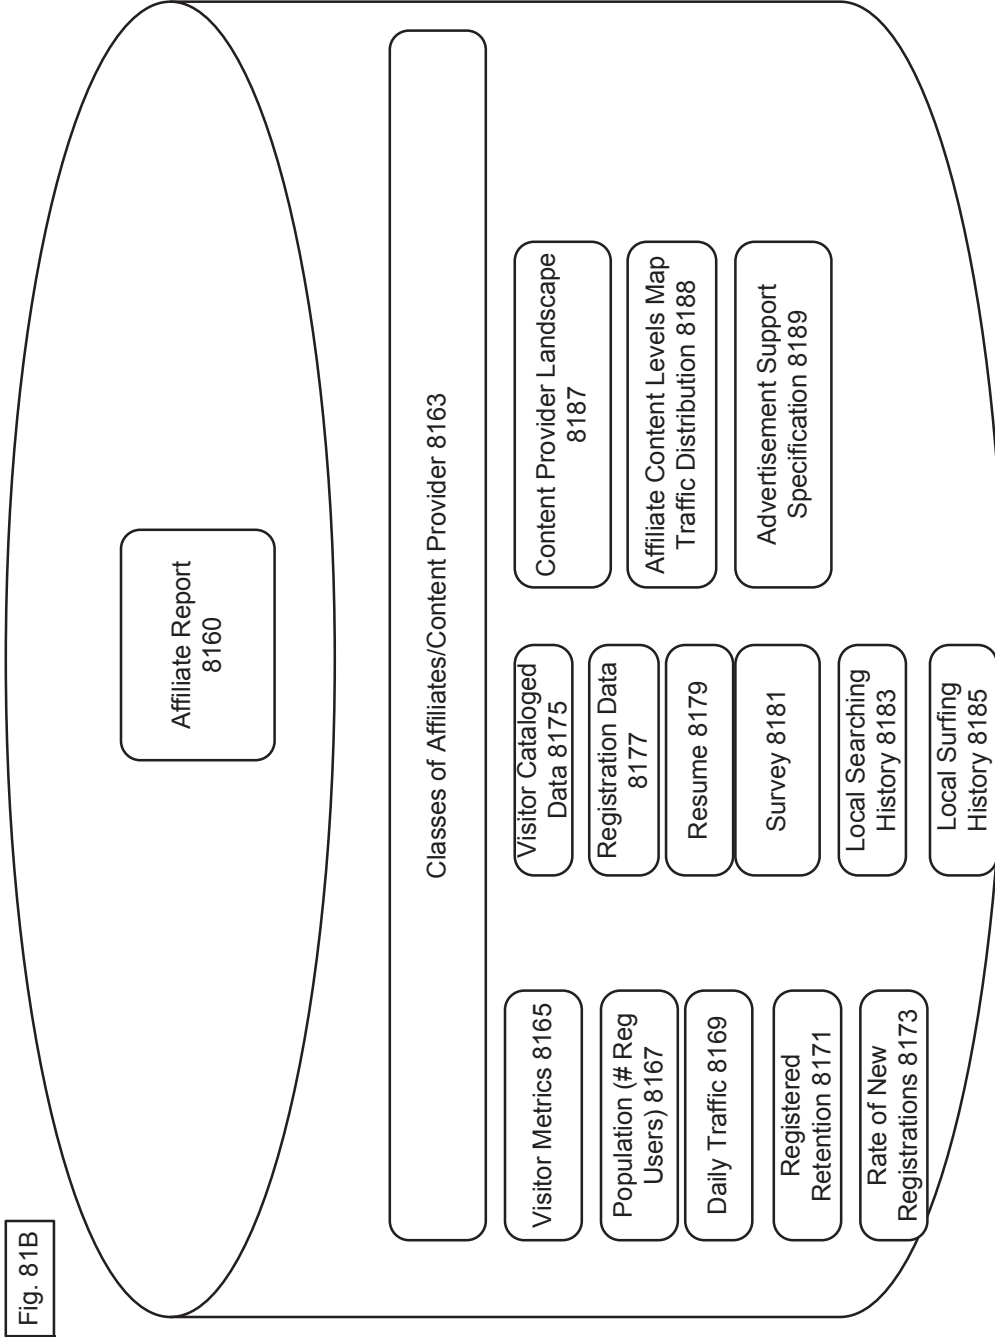 Fig. 81B
Affiliate Report
8160
Classes of Affiliates/Content Provider 8163
Visitor Metrics 8165
Population (# Reg
Users) 8167
Daily Traffic 8169
Registered
Retention 8171
Rate of New
Registrations 8173
Visitor Cataloged
Data 8175
Registration Data
8177
Resume 8179
Survey 8181
Local Searching
History 8183
Local Surfing
History 8185
Content Provider Landscape
8187
Affiliate Content Levels Map
Traffic Distribution 8188
Advertisement Support
Specification 8189